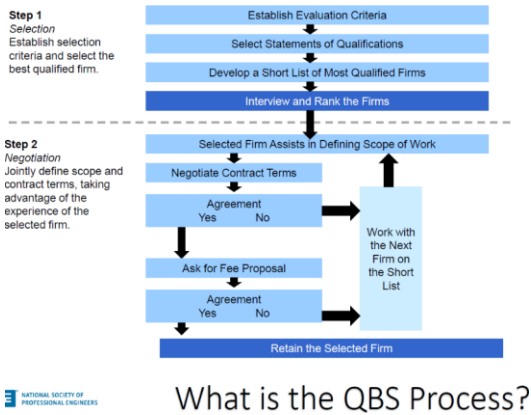 Step 1
Selection
Establish selection
criteria and select the
best qualified firm.
Establish Evaluation Criteria
Select Statements of Qualifications
Develop a Short List of Most Qualified Firms
Interview and Rank the Firms
Step 2
Negotiation
Jointly define scope and
contract terms, taking
advantage of the
experience of the
selected firm.
Selected Firm Assists in Defining Scope of Work
Negotiate Contract Terms
Agreement
Yes No
Work with
the Next
Firm on
the Short
List
Ask for Fee Proposal
Agreement
Yes No
Retain the Selected Firm
NATIONAL SOCIETY OF
PROFESSIONAL ENGINEERS
What is the QBS Process?